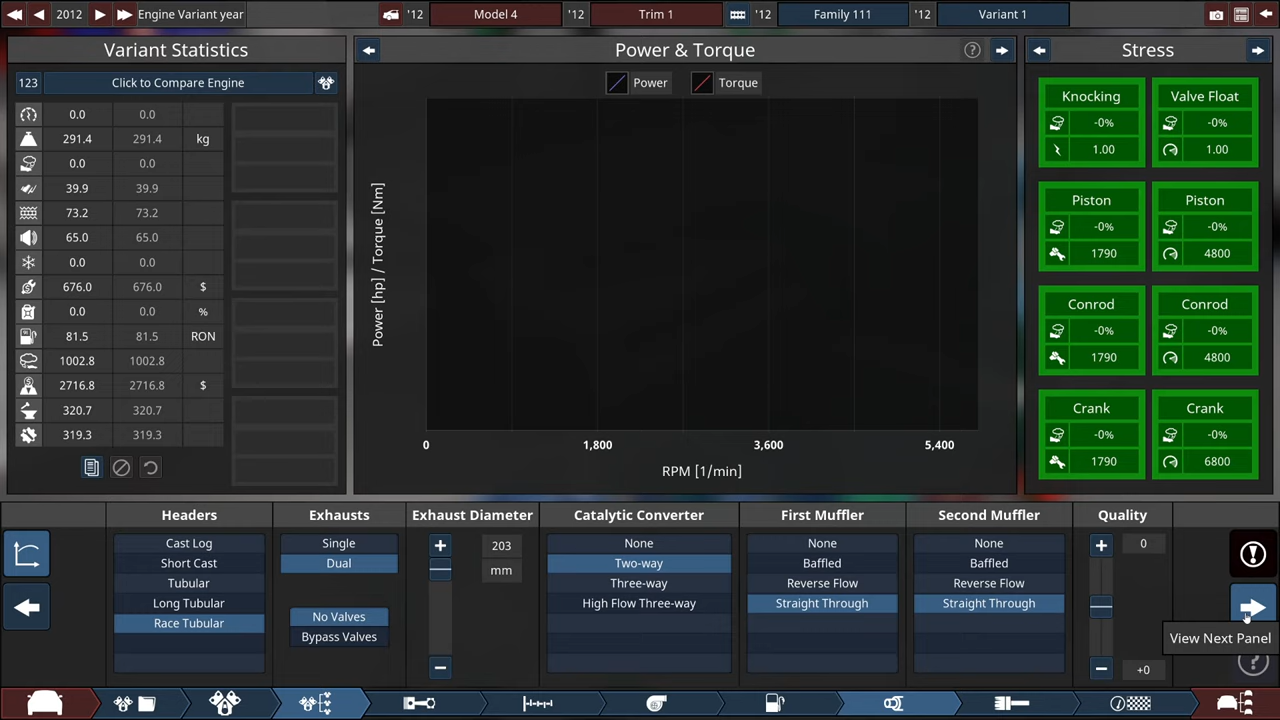 2012 Engine Variant year '12 Model 4 '12 Trim 1 '12 Family 111 '12 Variant 1
Variant Statistics
123 Click to Compare Engine
0.0 0.0
291.4 291.4 kg
0.0 0.0
39.9 39.9
73.2 73.2
65.0 65.0
0.0 0.0
676.0 676.0 $
0.0 0.0 %
81.5 81.5 RON
1002.8 1002.8
2716.8 2716.8 $
320.7 320.7
319.3 319.3
Power & Torque ?
Power Torque
Power [hp] / Torque [Nm]
0 1,800 3,600 5,400
RPM [1/min]
Stress
Knocking Valve Float
-0% -0%
1.00 1.00
Piston Piston
-0% -0%
1790 4800
Conrod Conrod
-0% -0%
1790 4800
Crank Crank
-0% -0%
1790 6800
Headers
Cast Log
Short Cast
Tubular
Long Tubular
Race Tubular
Exhausts
Single
Dual
No Valves
Bypass Valves
Exhaust Diameter
203
mm
Catalytic Converter
None
Two-way
Three-way
High Flow Three-way
First Muffler
None
Baffled
Reverse Flow
Straight Through
Second Muffler
None
Baffled
Reverse Flow
Straight Through
Quality
0
+0
View Next Panel
?